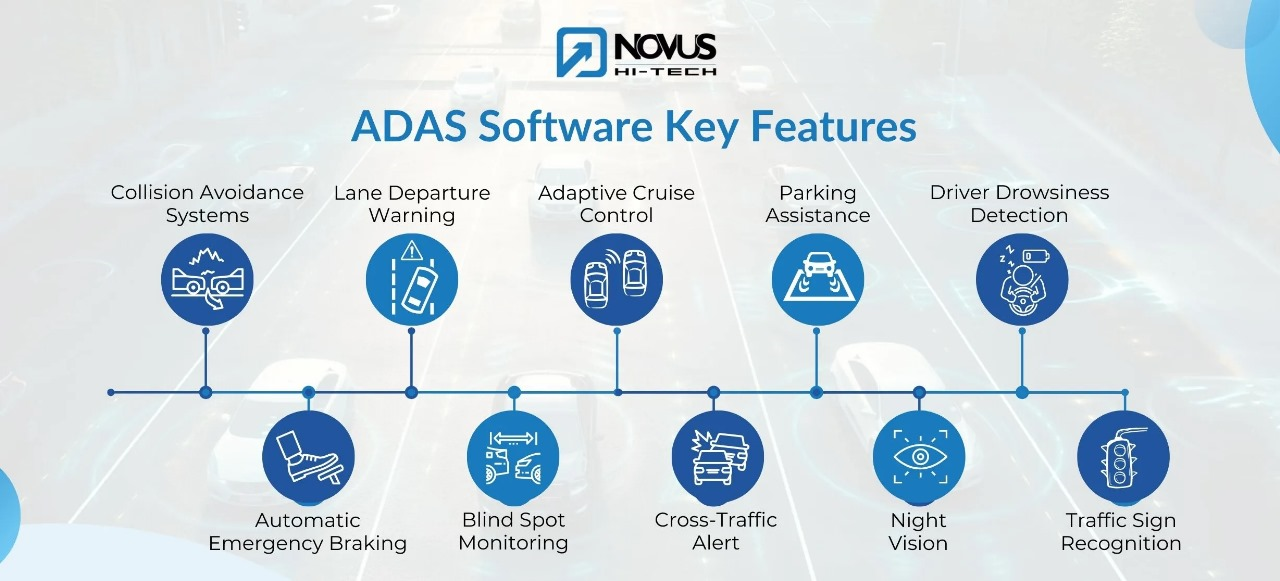 NOVUS
HI-TECH
ADAS Software Key Features
Collision Avoidance
Systems
Lane Departure
Warning
Adaptive Cruise
Control
Parking
Assistance
Driver Drowsiness
Detection
Automatic
Emergency Braking
Blind Spot
Monitoring
Cross-Traffic
Alert
Night
Vision
Traffic Sign
Recognition